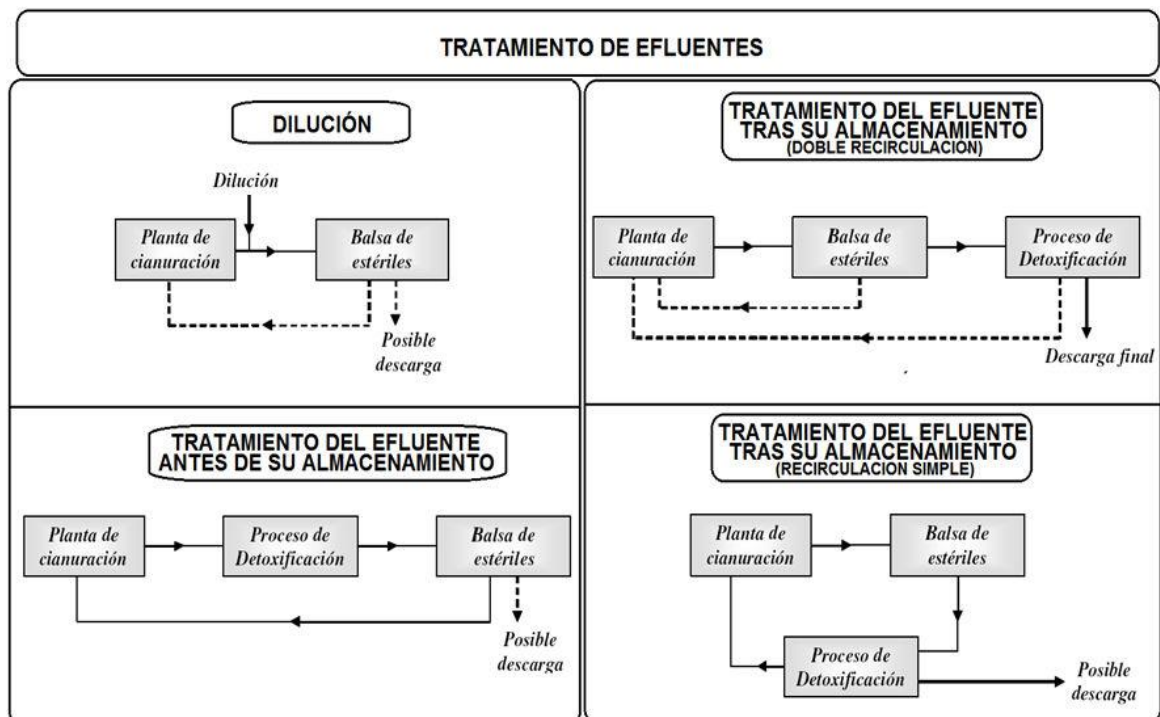 TRATAMIENTO DE EFLUENTES
DILUCIÓN
Dilución
Planta de
cianuración
Balsa de
estériles
Posible
descarga
TRATAMIENTO DEL EFLUENTE
TRAS SU ALMACENAMIENTO
(DOBLE RECIRCULACIÓN)
Planta de
cianuración
Balsa de
estériles
Proceso de
Detoxificación
Descarga final
TRATAMIENTO DEL EFLUENTE
ANTES DE SU ALMACENAMIENTO
Planta de
cianuración
Proceso de
Detoxificación
Balsa de
estériles
Posible
descarga
TRATAMIENTO DEL EFLUENTE
TRAS SU ALMACENAMIENTO
(RECIRCULACION SIMPLE)
Planta de
cianuración
Balsa de
estériles
Proceso de
Detoxificación
Posible
descarga